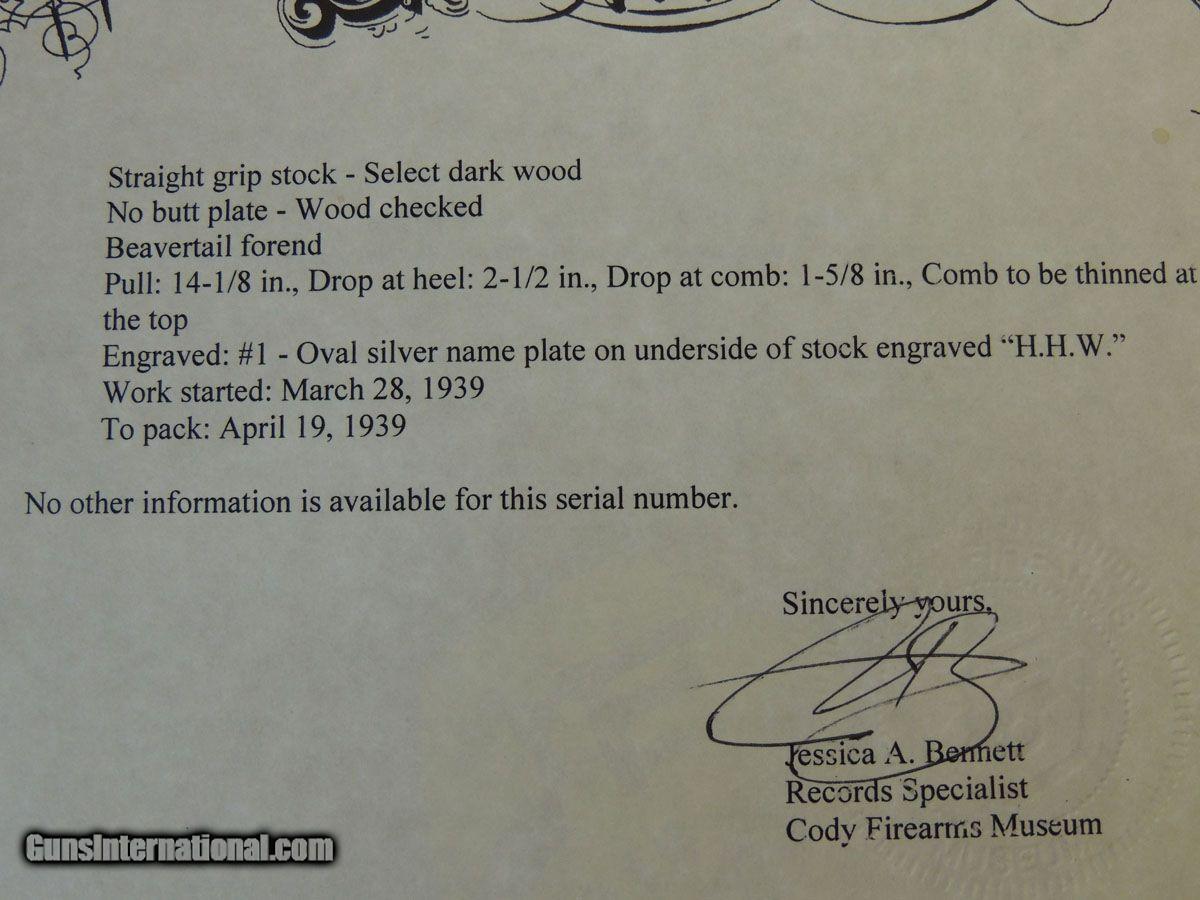 Straight grip stock - Select dark wood
No butt plate - Wood checked
Beavertail forend
Pull: 14-1/8 in., Drop at heel: 2-1/2 in., Drop at comb: 1-5/8 in., Comb to be thinned at
the top
Engraved: #1 - Oval silver name plate on underside of stock engraved “H.H.W.”
Work started: March 28, 1939
To pack: April 19, 1939
No other information is available for this serial number.
Sincerely yours,
Jessica A. Bennett
Records Specialist
Cody Firearms Museum
GunsInternational.com